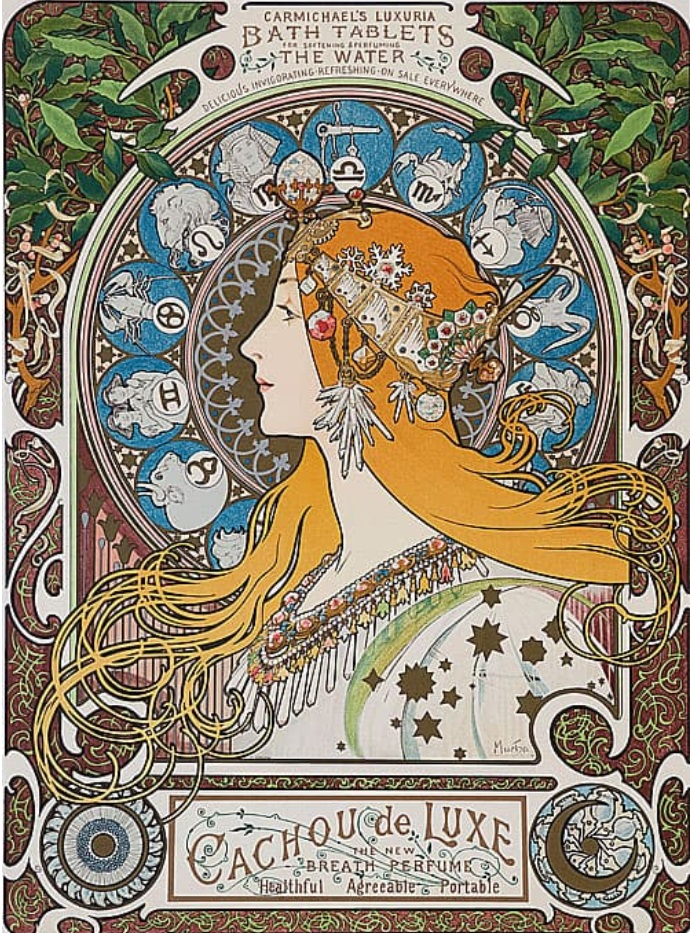 CARMICHAEL'S LUXURIA
BATH TABLETS
FOR SOFTENING & PERFUMING
THE WATER
DELICIOUS INVIGORATING-REFRESHING-ON SALE EVERYWHERE
♍ ♎ ♏
♌ ♐
♋
♊
♉
Mucha
CACHOU de LUXE
THE NEW
BREATH PERFUME
Healthful Agreeable Portable